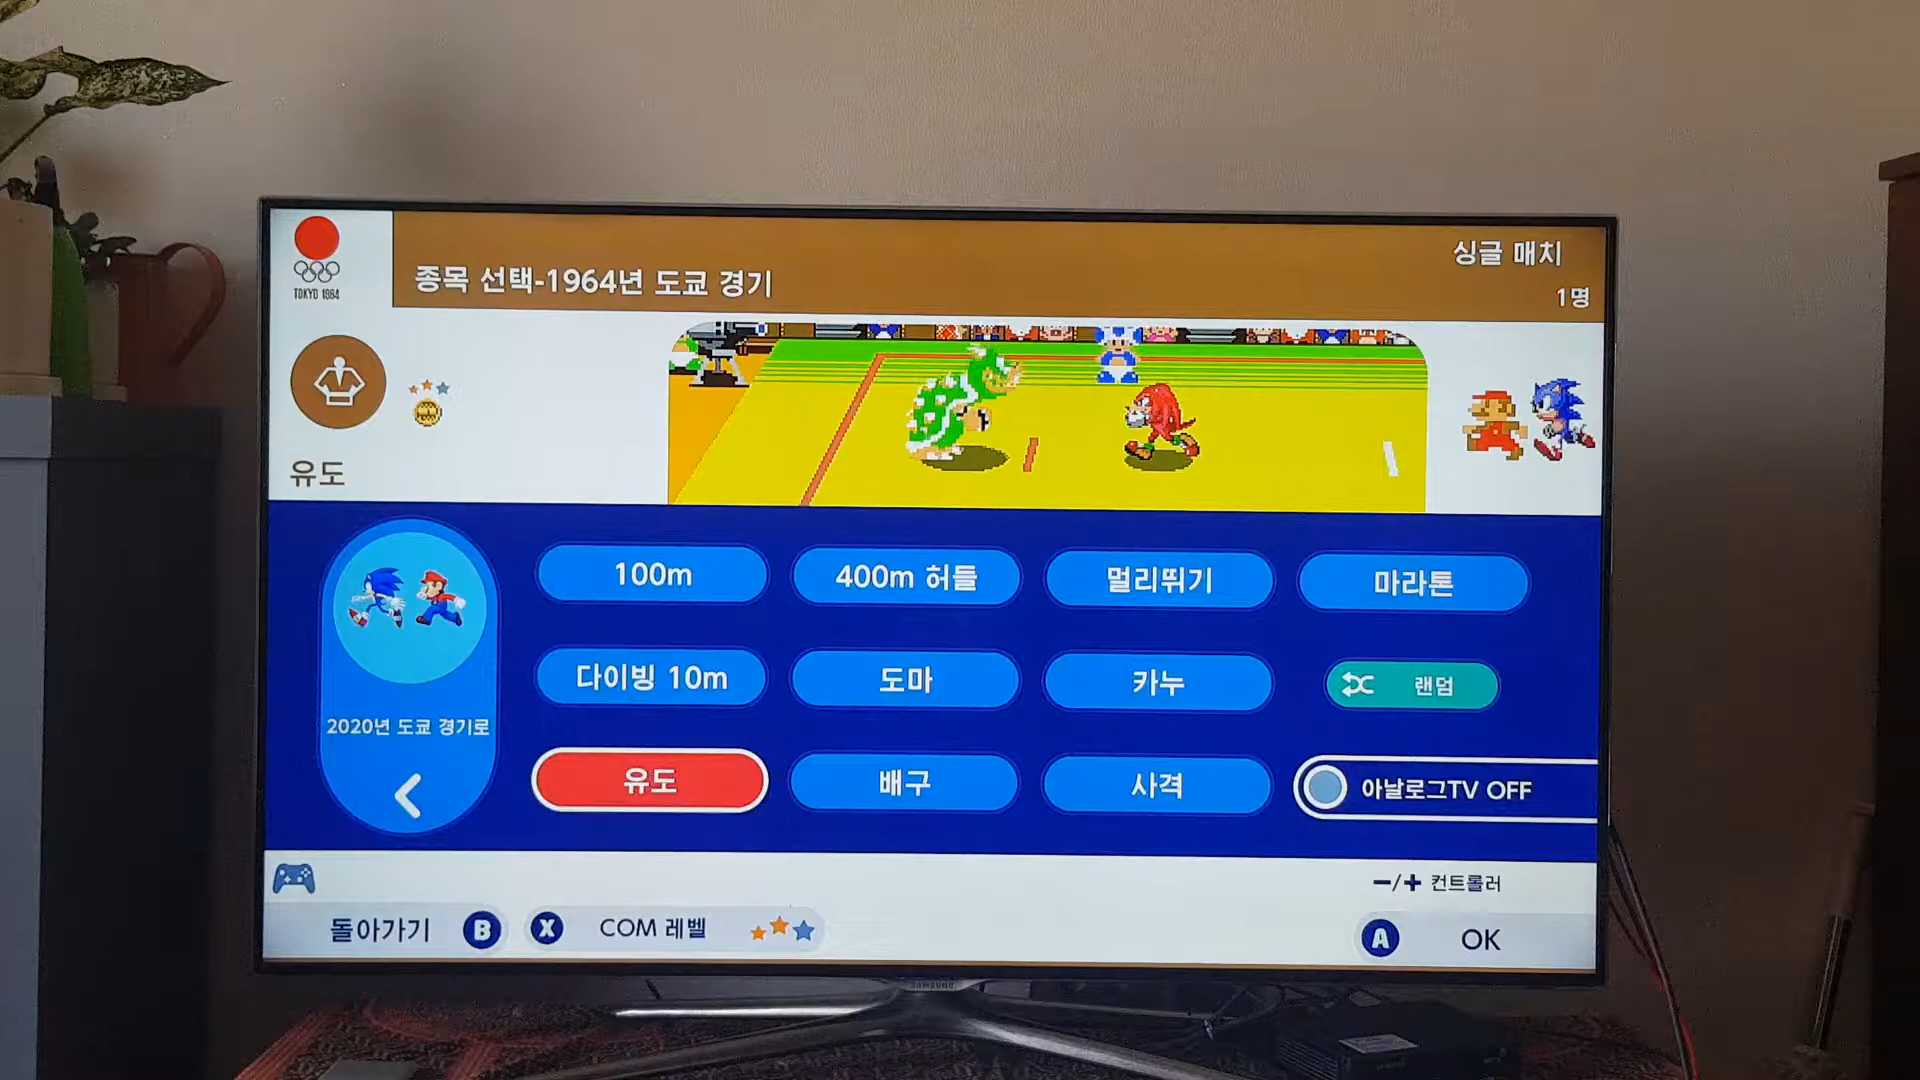 TOKYO 1964
종목 선택-1964년 도쿄 경기
싱글 매치
1명
유도
100m
400m 허들
멀리뛰기
마라톤
다이빙 10m
도마
카누
랜덤
2020년 도쿄 경기로
유도
배구
사격
아날로그TV OFF
−/+ 컨트롤러
돌아가기 B
X COM 레벨
A OK
SAMSUNG